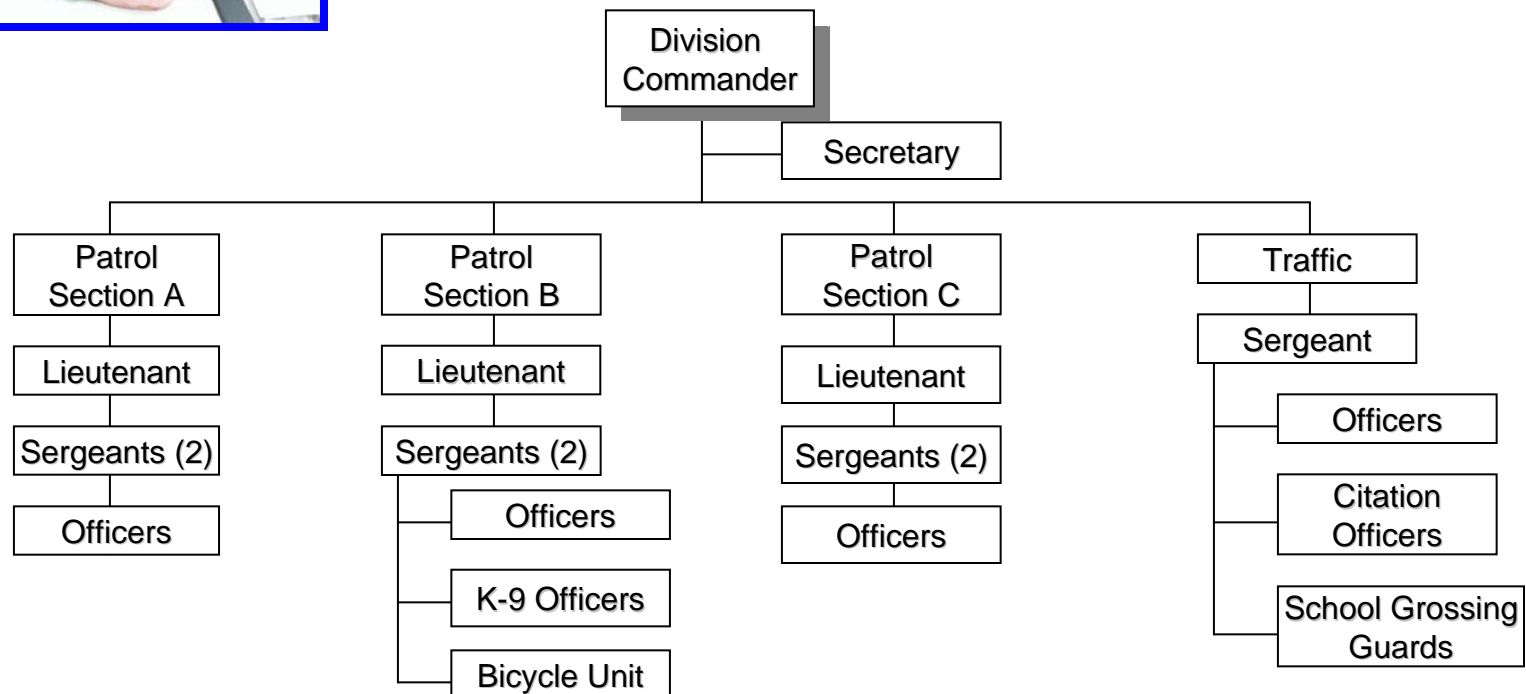 Division
Commander
Secretary
Patrol
Section A
Lieutenant
Sergeants (2)
Officers
Patrol
Section B
Lieutenant
Sergeants (2)
Officers
K-9 Officers
Bicycle Unit
Patrol
Section C
Lieutenant
Sergeants (2)
Officers
Traffic
Sergeant
Officers
Citation
Officers
School Grossing
Guards